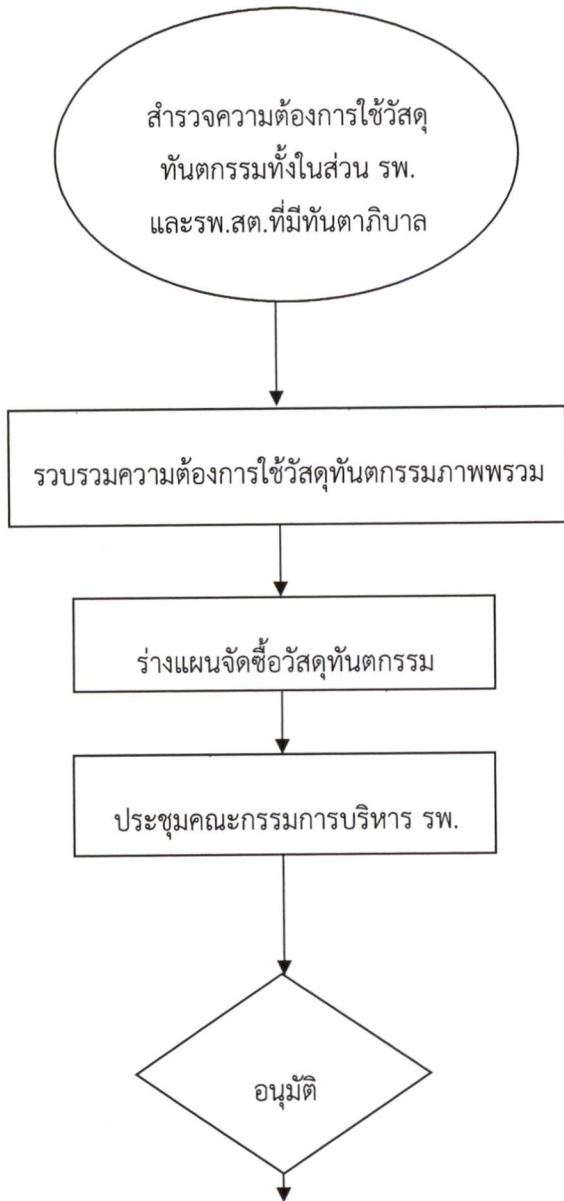 สำรวจความต้องการใช้วัสดุ
ทันตกรรมทั้งในส่วน รพ.
และรพ.สต.ที่มีทันตาภิบาล
รวบรวมความต้องการใช้วัสดุทันตกรรมภาพพรวม
ร่างแผนจัดซื้อวัสดุทันตกรรม
ประชุมคณะกรรมการบริหาร รพ.
อนุมัติ